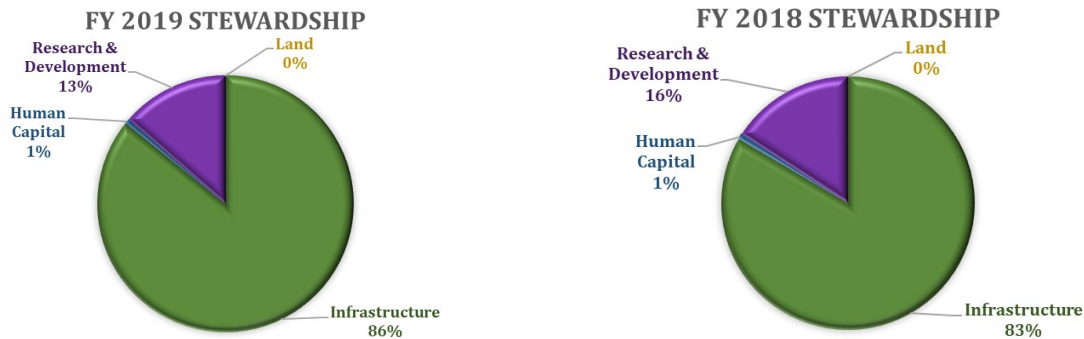 FY 2019 STEWARDSHIP
Land
0%
Research &
Development
13%
Human
Capital
1%
Infrastructure
86%
FY 2018 STEWARDSHIP
Land
0%
Research &
Development
16%
Human
Capital
1%
Infrastructure
83%